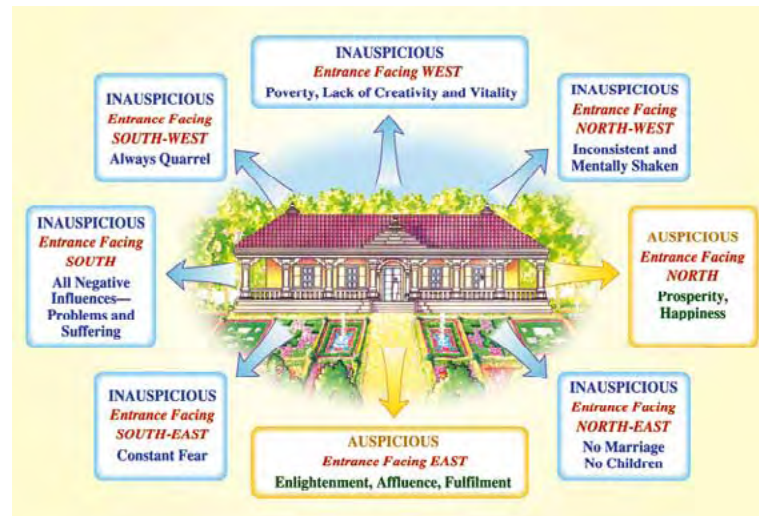 INAUSPICIOUS
Entrance Facing WEST
Poverty, Lack of Creativity and Vitality
INAUSPICIOUS
Entrance Facing
SOUTH-WEST
Always Quarrel
INAUSPICIOUS
Entrance Facing
NORTH-WEST
Inconsistent and
Mentally Shaken
INAUSPICIOUS
Entrance Facing
SOUTH
All Negative
Influences—
Problems and
Suffering
AUSPICIOUS
Entrance Facing
NORTH
Prosperity,
Happiness
INAUSPICIOUS
Entrance Facing
SOUTH-EAST
Constant Fear
AUSPICIOUS
Entrance Facing EAST
Enlightenment, Affluence, Fulfilment
INAUSPICIOUS
Entrance Facing
NORTH-EAST
No Marriage
No Children